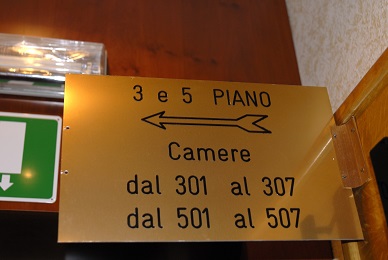 3 e 5 PIANO
Camere
dal 301 al 307
dal 501 al 507